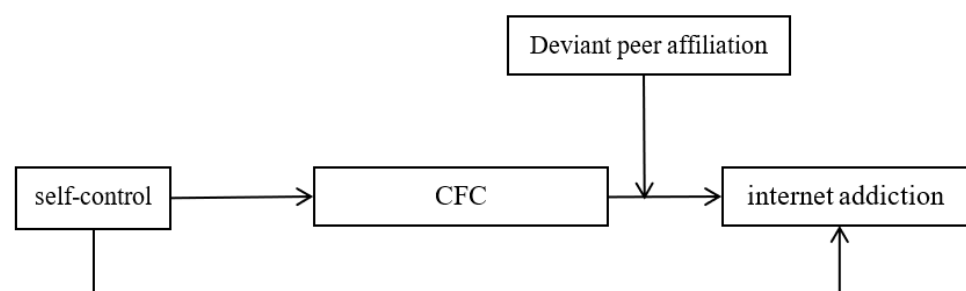 Deviant peer affiliation
self-control
CFC
internet addiction